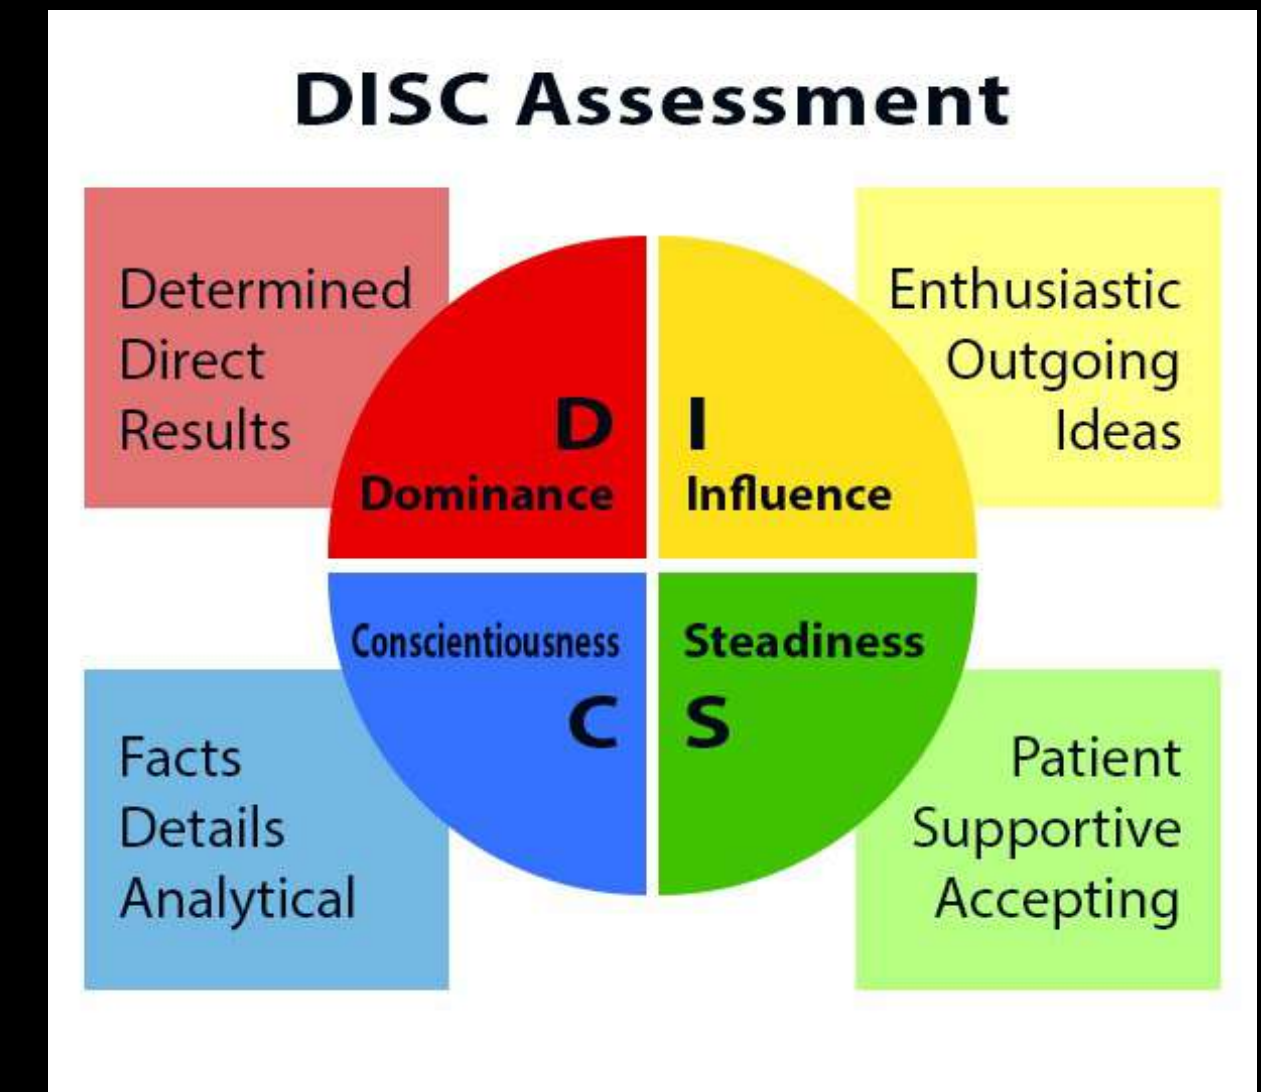 DISC Assessment
Determined
Direct
Results
D
Dominance
I
Influence
Enthusiastic
Outgoing
Ideas
Conscientiousness
C
Steadiness
S
Facts
Details
Analytical
Patient
Supportive
Accepting